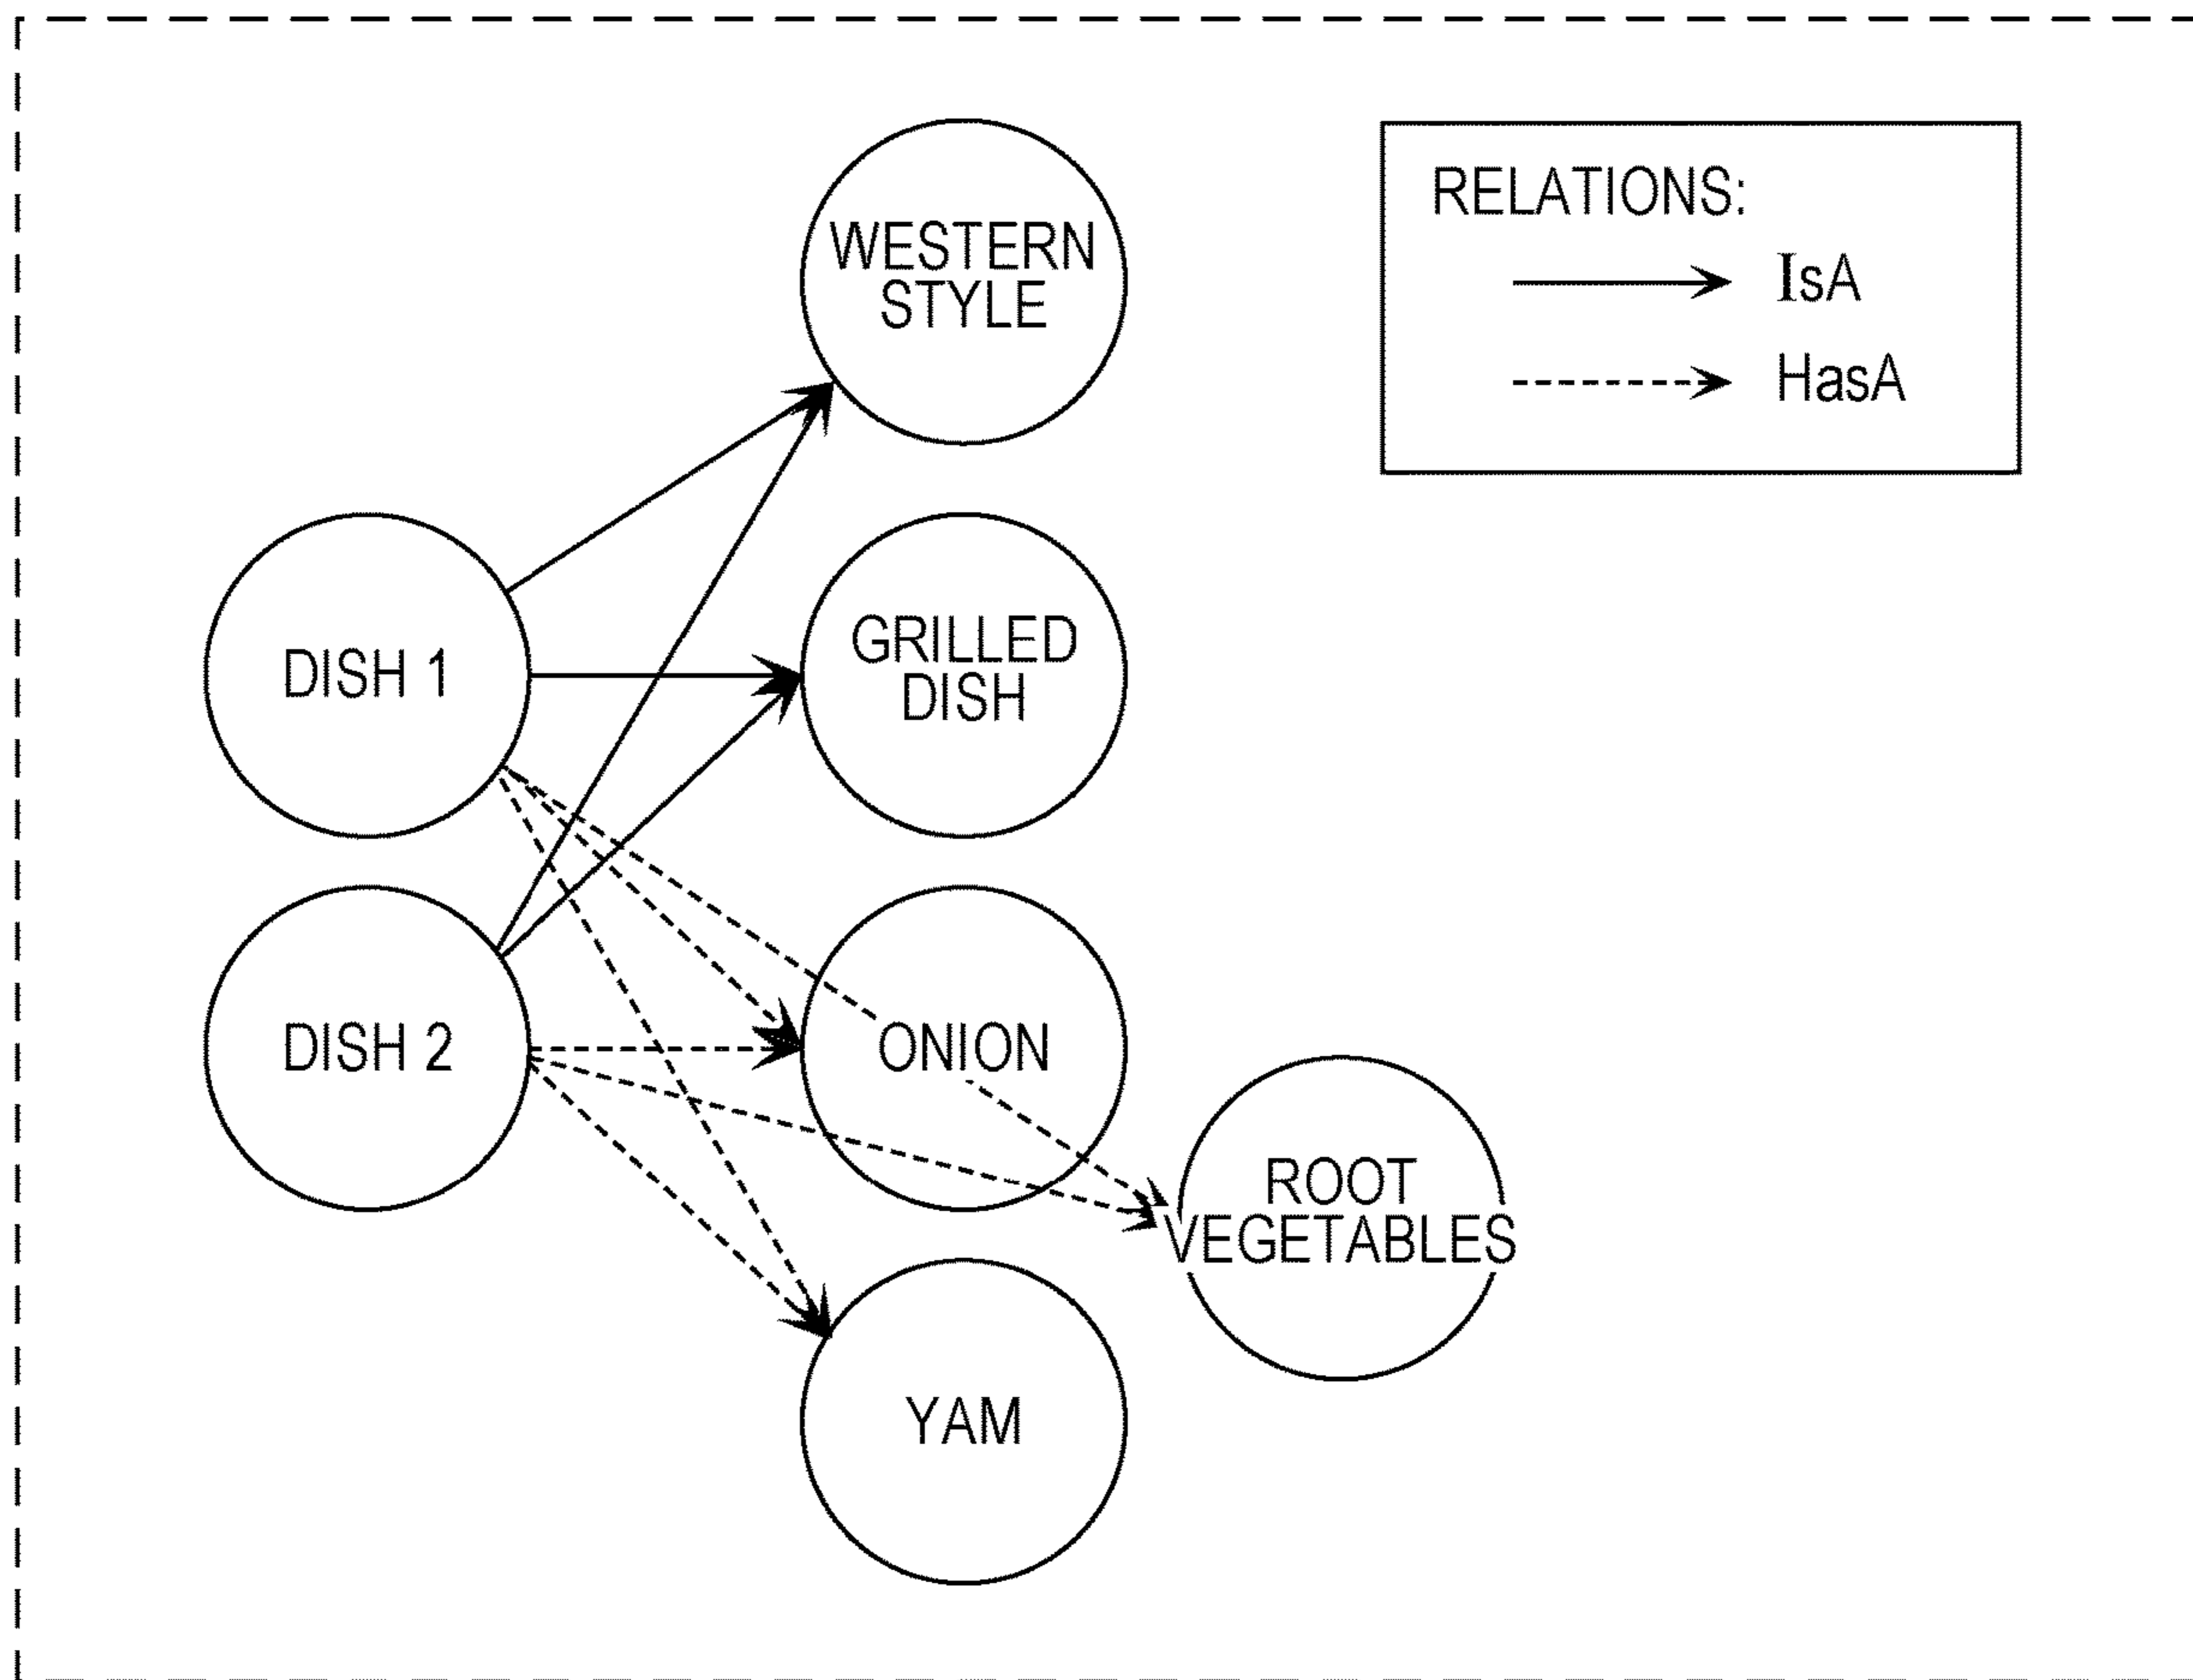 WESTERN
STYLE
RELATIONS:
IsA
HasA
DISH 1
GRILLED
DISH
DISH 2
ONION
ROOT
VEGETABLES
YAM